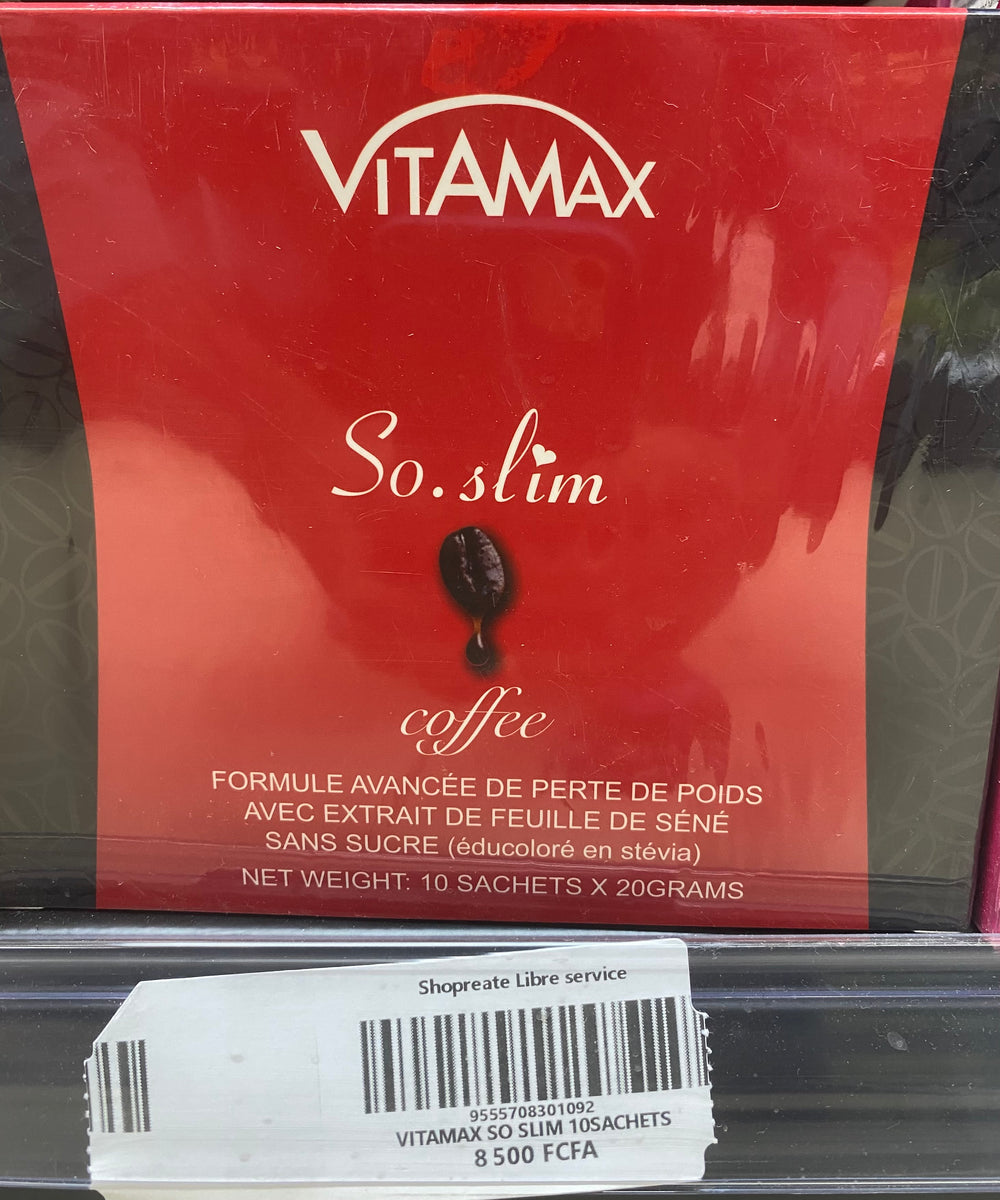 VITAMAX
So.slim
coffee
FORMULE AVANCÉE DE PERTE DE POIDS
AVEC EXTRAIT DE FEUILLE DE SÉNÉ
SANS SUCRE (éducoloré en stévia)
NET WEIGHT: 10 SACHETS X 20GRAMS
Shopreate Libre service
9555708301092
VITAMAX SO SLIM 10SACHETS
8 500 FCFA